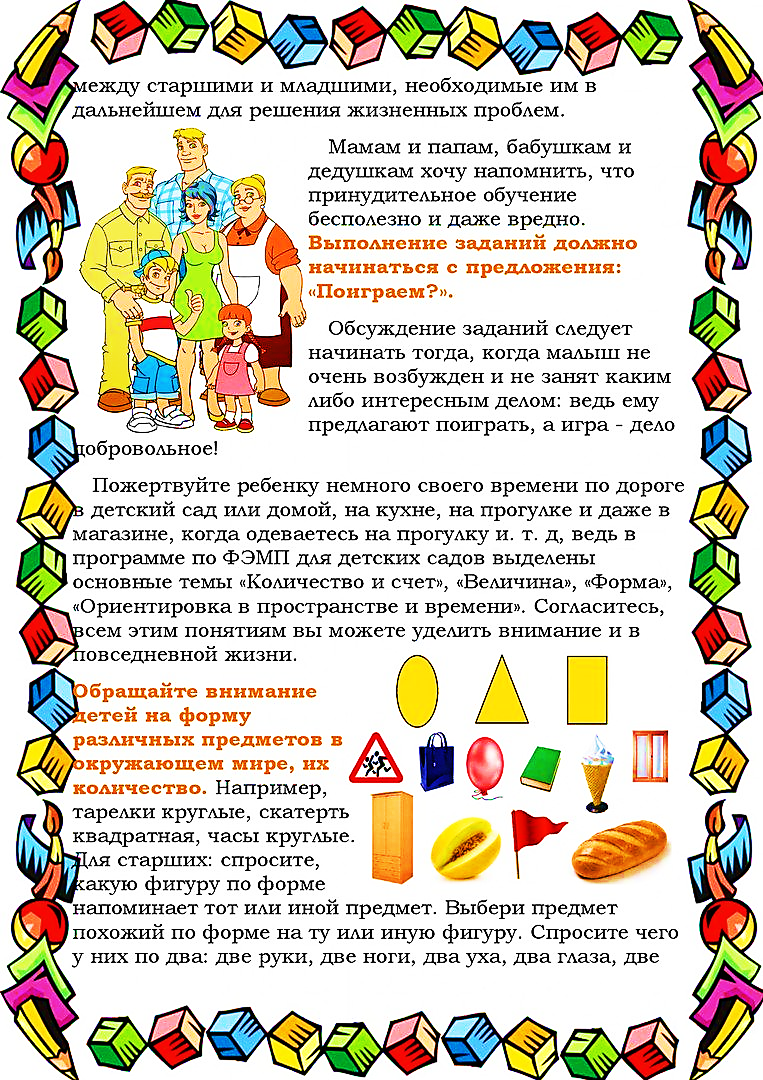 между старшими и младшими, необходимые им в
дальнейшем для решения жизненных проблем.
Мамам и папам, бабушкам и
дедушкам хочу напомнить, что
принудительное обучение
бесполезно и даже вредно.
Выполнение заданий должно
начинаться с предложения:
«Поиграем?».
Обсуждение заданий следует
начинать тогда, когда малыш не
очень возбужден и не занят каким
либо интересным делом: ведь ему
предлагают поиграть, а игра - дело
добровольное!
Пожертвуйте ребенку немного своего времени по дороге
в детский сад или домой, на кухне, на прогулке и даже в
магазине, когда одеваетесь на прогулку и. т. д, ведь в
программе по ФЭМП для детских садов выделены
основные темы «Количество и счет», «Величина», «Форма»,
«Ориентировка в пространстве и времени». Согласитесь,
всем этим понятиям вы можете уделить внимание и в
повседневной жизни.
Обращайте внимание
детей на форму
различных предметов в
окружающем мире, их
количество. Например,
тарелки круглые, скатерть
квадратная, часы круглые.
Для старших: спросите,
какую фигуру по форме
напоминает тот или иной предмет. Выбери предмет
похожий по форме на ту или иную фигуру. Спросите чего
у них по два: две руки, две ноги, два уха, два глаза, две